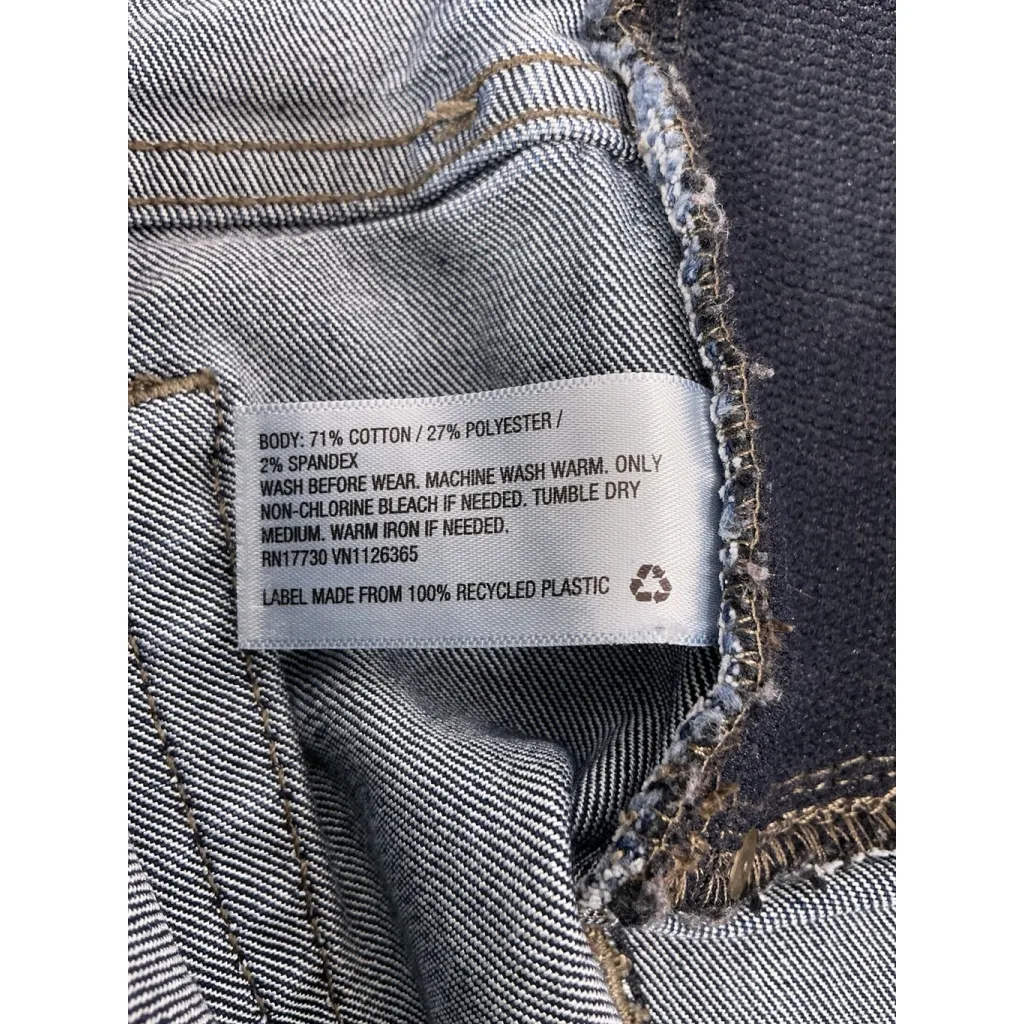 BODY: 71% COTTON / 27% POLYESTER /
2% SPANDEX
WASH BEFORE WEAR. MACHINE WASH WARM. ONLY
NON-CHLORINE BLEACH IF NEEDED. TUMBLE DRY
MEDIUM. WARM IRON IF NEEDED.
RN17730 VN1126365
LABEL MADE FROM 100% RECYCLED PLASTIC